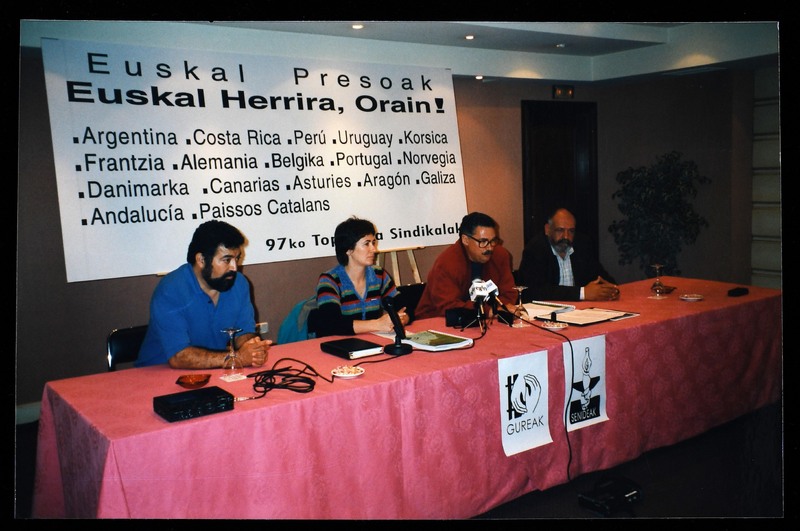 Euskal Presoak
Euskal Herrira, Orain!
.Argentina .Costa Rica .Perú .Uruguay .Korsica
.Frantzia .Alemania .Belgika .Portugal .Norvegia
.Danimarka .Canarias .Asturies .Aragón .Galiza
.Andalucía .Paissos Catalans
97ko Sindikalak
GUREAK
SENIDEAK